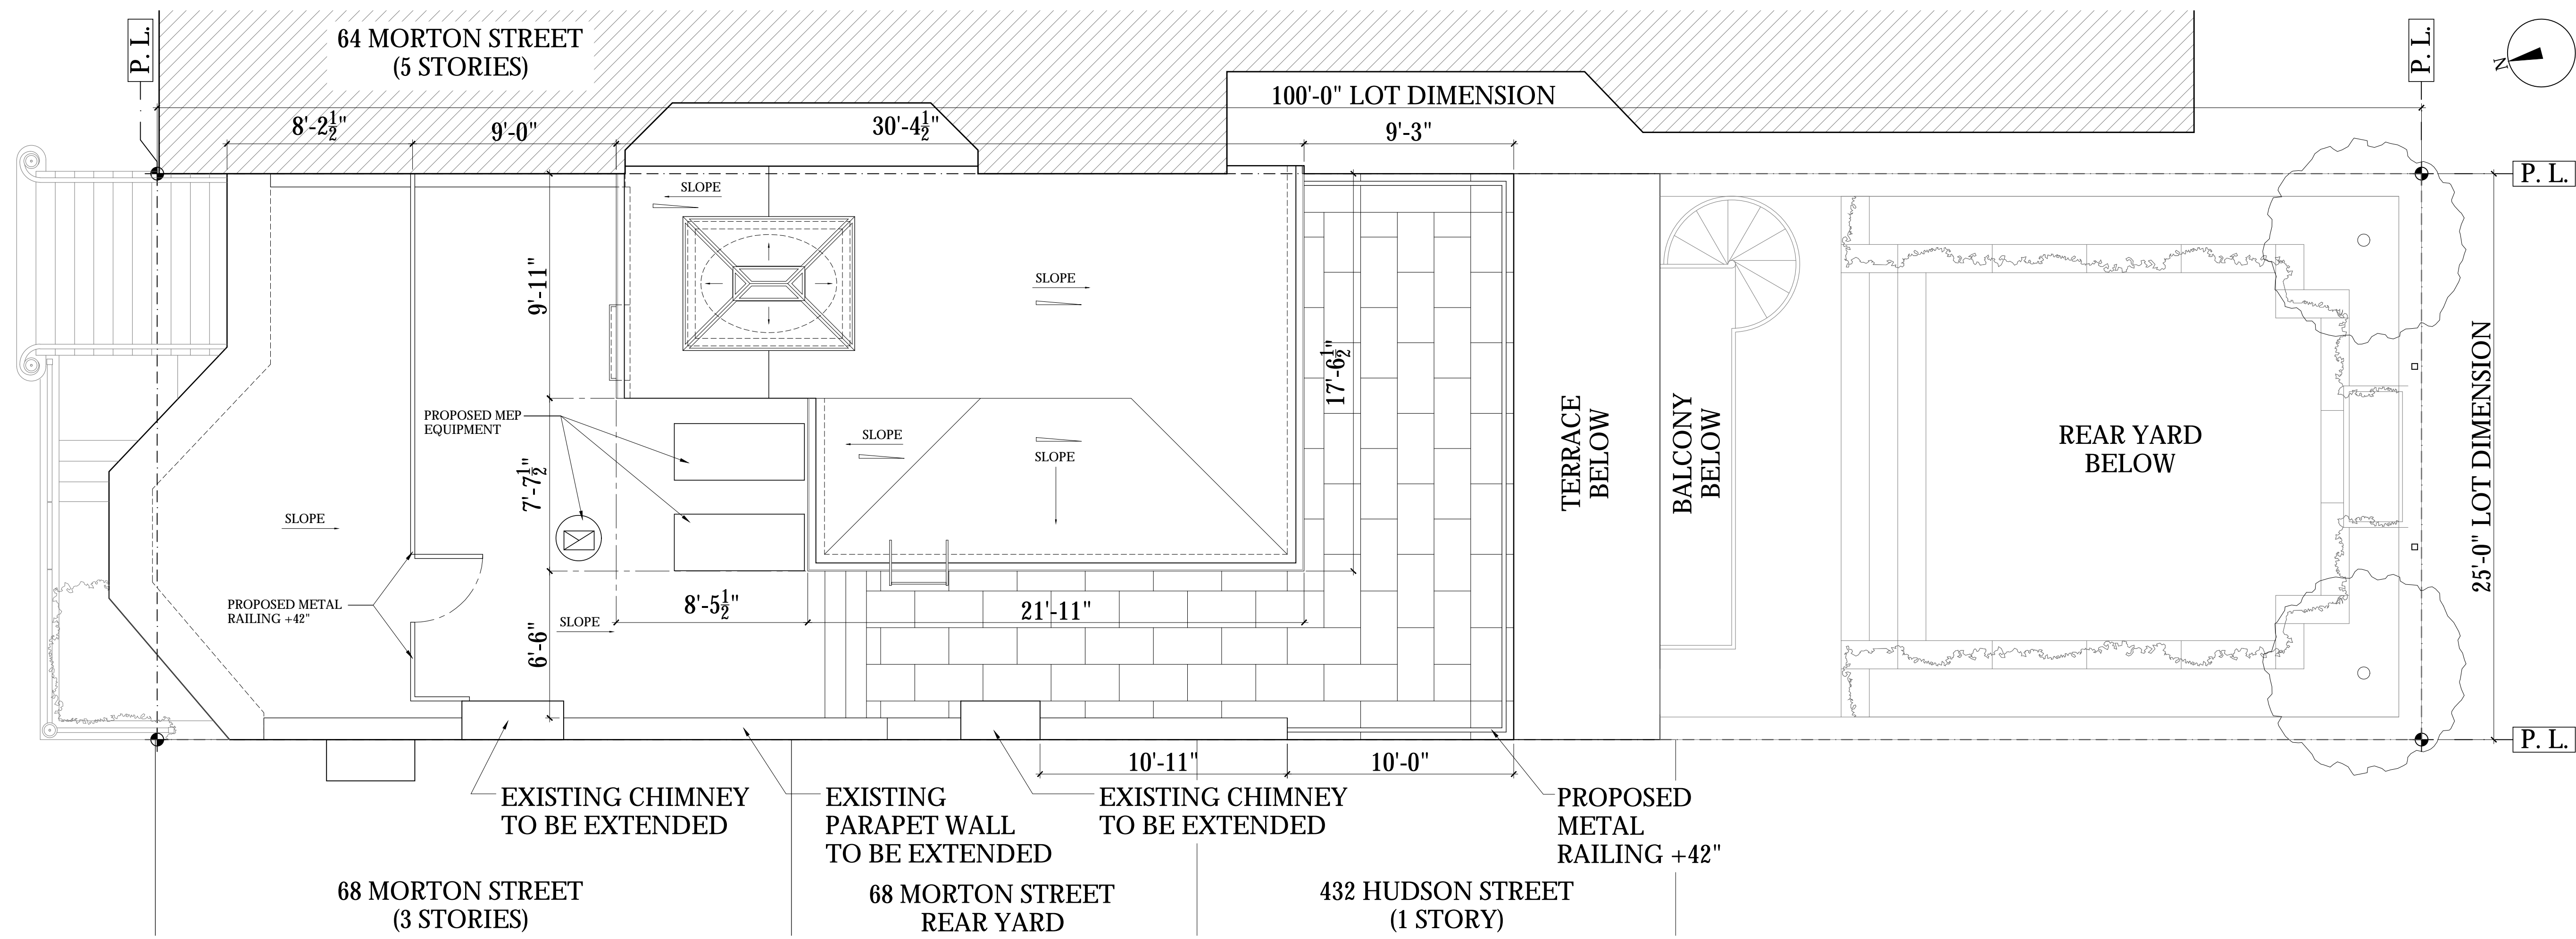 P. L.
64 MORTON STREET
(5 STORIES)
P. L.
N
100'-0" LOT DIMENSION
8'-2½"
9'-0"
30'-4½"
9'-3"
P. L.
SLOPE
9'-11"
SLOPE
17'-6½"
25'-0" LOT DIMENSION
PROPOSED MEP
EQUIPMENT
SLOPE
SLOPE
TERRACE
BELOW
BALCONY
BELOW
REAR YARD
BELOW
7'-7½"
SLOPE
PROPOSED METAL
RAILING +42"
8'-5½"
21'-11"
SLOPE
6'-6"
P. L.
10'-11"
10'-0"
EXISTING CHIMNEY
TO BE EXTENDED
EXISTING
PARAPET WALL
TO BE EXTENDED
EXISTING CHIMNEY
TO BE EXTENDED
PROPOSED
METAL
RAILING +42"
68 MORTON STREET
(3 STORIES)
68 MORTON STREET
REAR YARD
432 HUDSON STREET
(1 STORY)